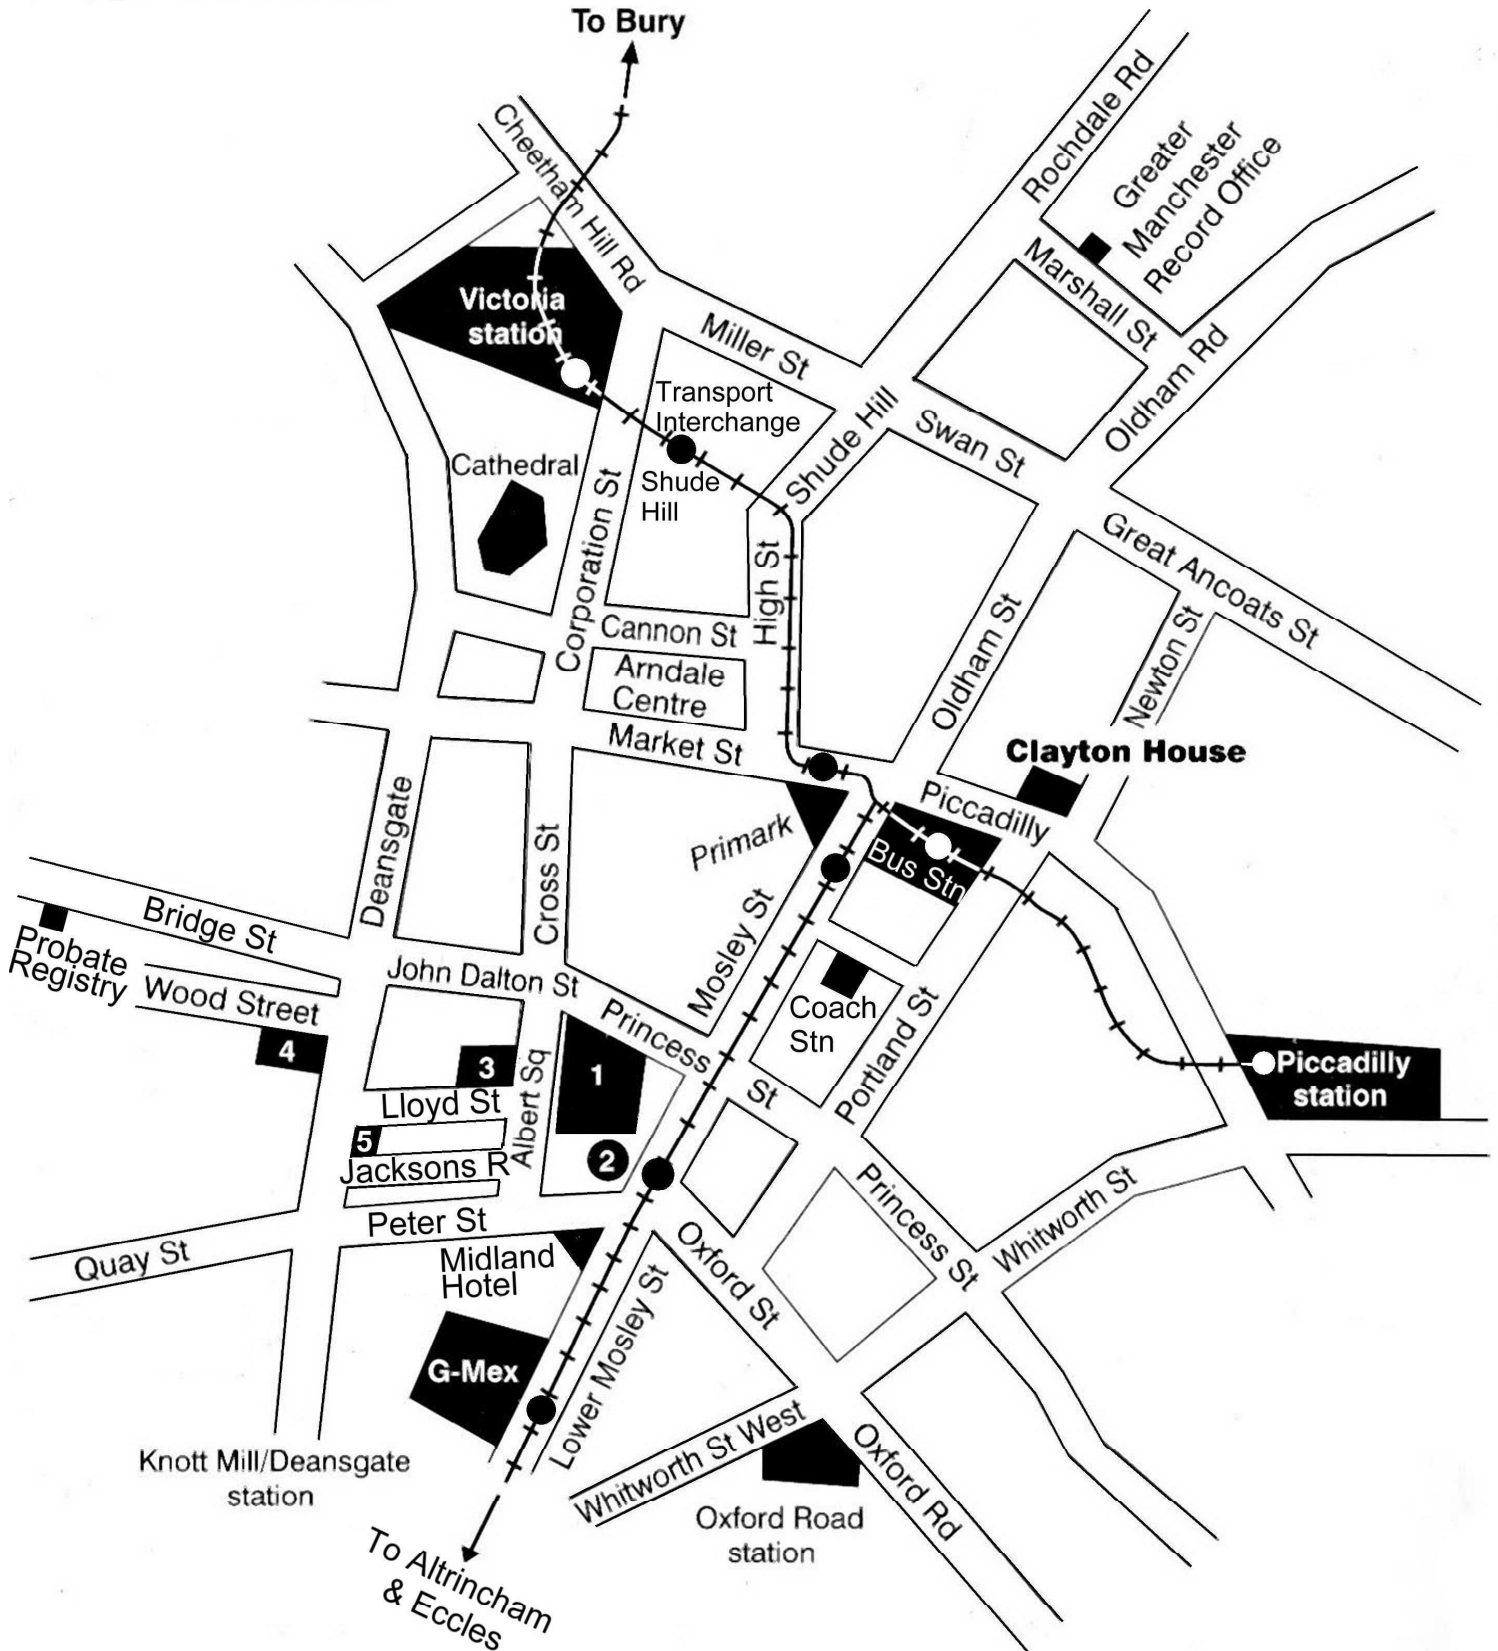 To Bury
Cheetham Hill Rd
Rochdale Rd
Greater
Manchester
Record Office
Marshall St
Victoria
station
Miller St
Oldham Rd
Transport
Interchange
Shude Hill
Swan St
Cathedral
Shude
Hill
Corporation St
High St
Great Ancoats St
Cannon St
Oldham St
Newton St
Arndale
Centre
Market St
Clayton House
Piccadilly
Primark
Bus Stn
Deansgate
Cross St
Bridge St
Mosley St
Probate
Registry
John Dalton St
Wood Street
Coach
Stn
Princess
St
Portland St
4
3
1
Albert Sq
Piccadilly
station
Lloyd St
5
2
Jacksons R
Peter St
Princess St
Whitworth St
Quay St
Midland
Hotel
Oxford St
G-Mex
Lower Mosley St
Knott Mill/Deansgate
station
Whitworth St West
Oxford Rd
Oxford Road
station
To Altrincham
& Eccles